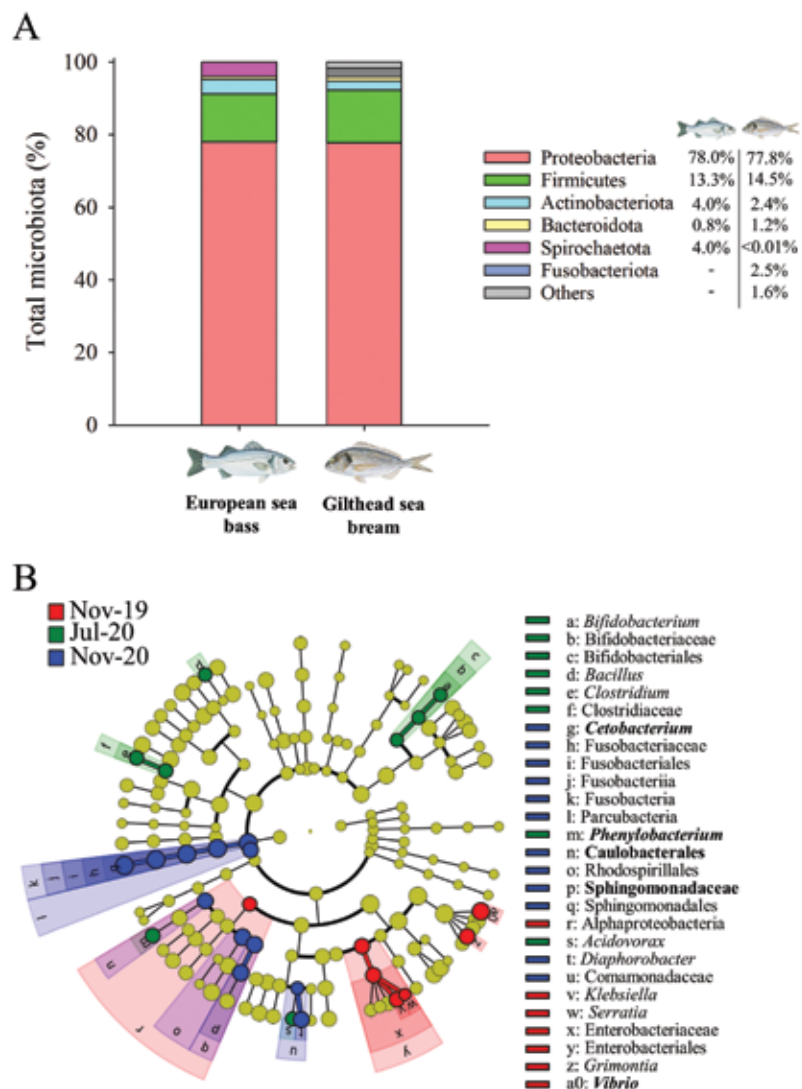 A
100
80
60
40
20
0
Total microbiota (%)
European sea
bass
Gilthead sea
bream
Proteobacteria 78.0% 77.8%
Firmicutes 13.3% 14.5%
Actinobacteriota 4.0% 2.4%
Bacteroidota 0.8% 1.2%
Spirochaetota 4.0% <0.01%
Fusobacteriota - 2.5%
Others - 1.6%
B
Nov-19
Jul-20
Nov-20
a: Bifidobacterium
b: Bifidobacteriaceae
c: Bifidobacteriales
d: Bacillus
e: Clostridium
f: Clostridiaceae
g: Cetobacterium
h: Fusobacteriaceae
i: Fusobacteriales
j: Fusobacteriia
k: Fusobacteria
l: Parcubacteria
m: Phenylobacterium
n: Caulobacterales
o: Rhodospirillales
p: Sphingomonadaceae
q: Sphingomonadales
r: Alphaproteobacteria
s: Acidovorax
t: Diaphorobacter
u: Comamonadaceae
v: Klebsiella
w: Serratia
x: Enterobacteriaceae
y: Enterobacteriales
z: Grimontia
a0: Vibrio
d
c
b
f
e
k
j
i
h
g
l
n
r
o
q
p
s
t
u
w
v
x
y